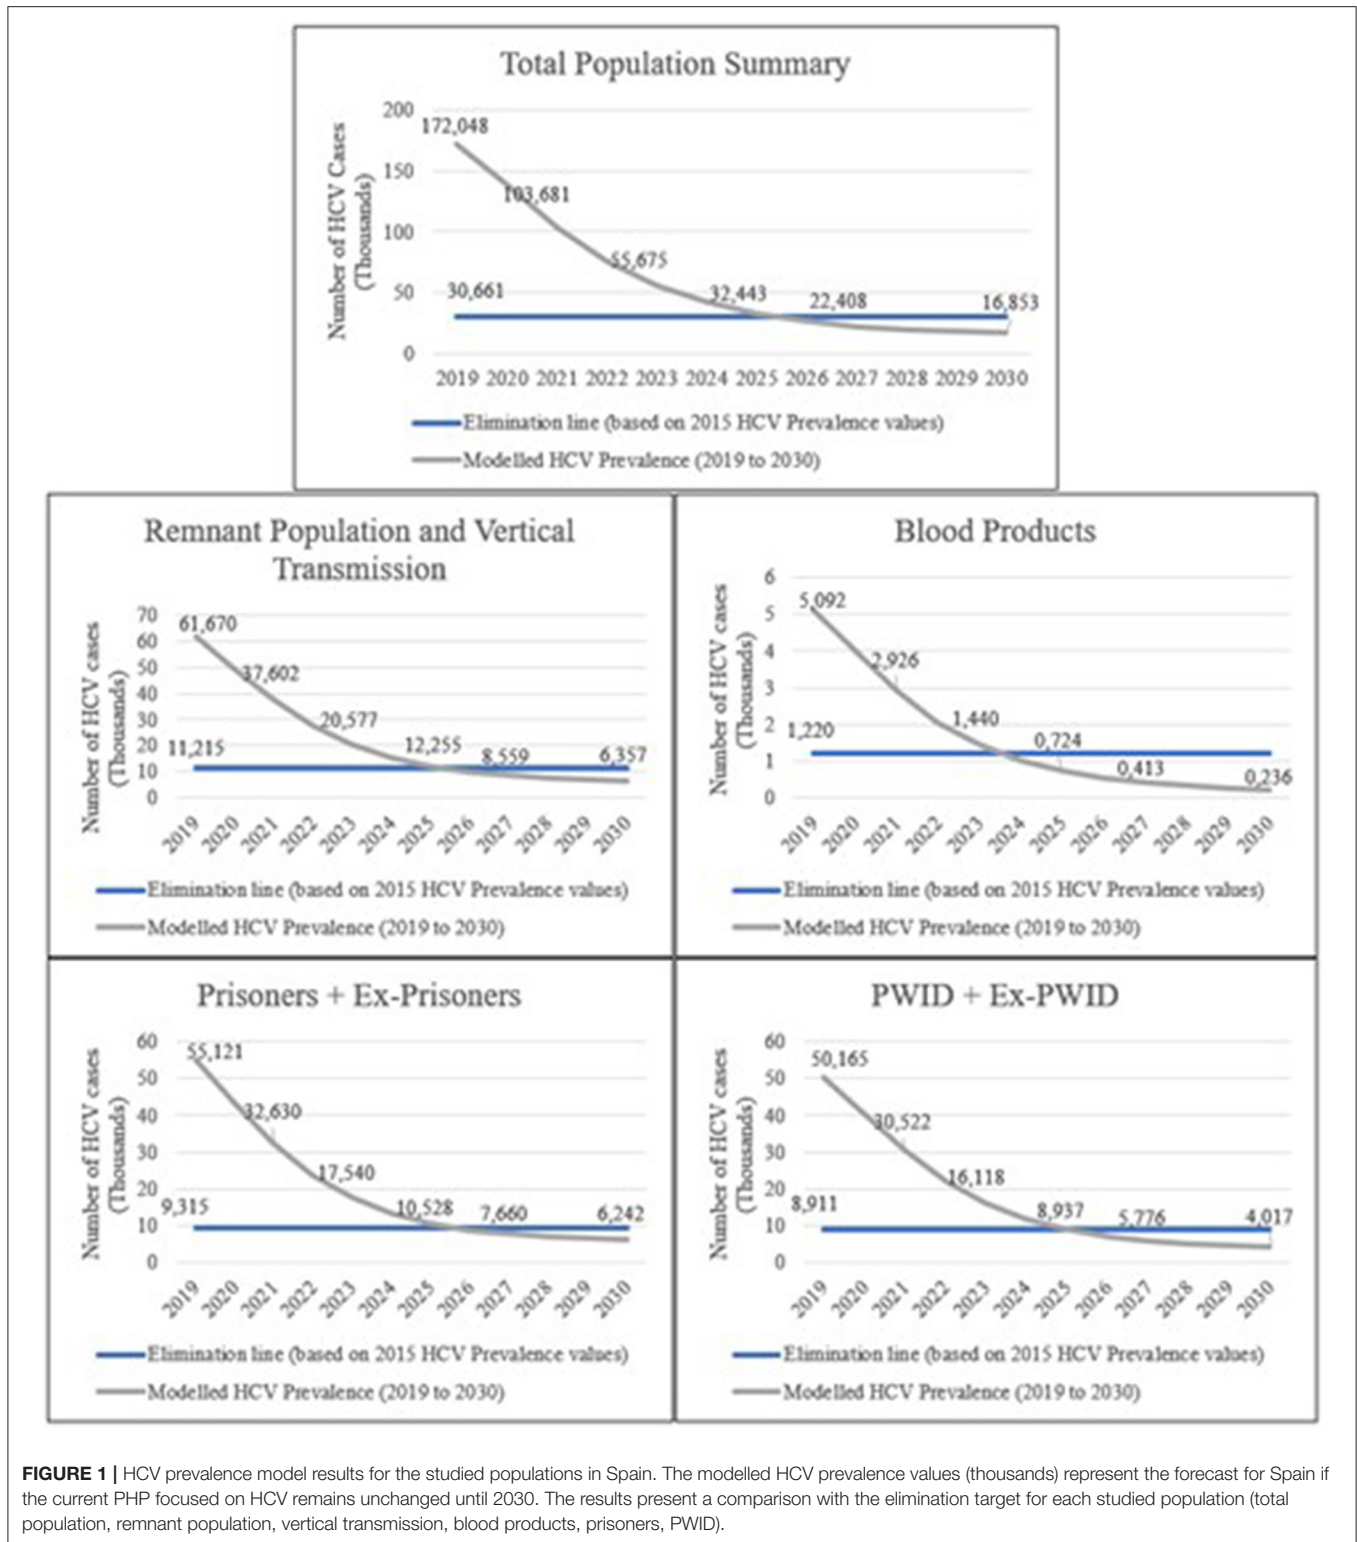 Total Population Summary
Number of HCV Cases
(Thousands)
200
150
100
50
0
172,048
103,681
55,675
32,443
22,408
16,853
30,661
2019 2020 2021 2022 2023 2024 2025 2026 2027 2028 2029 2030
Elimination line (based on 2015 HCV Prevalence values)
Modelled HCV Prevalence (2019 to 2030)
Remnant Population and Vertical
Transmission
Number of HCV cases
(Thousands)
70
60
50
40
30
20
10
0
61,670
37,602
20,577
12,255
8,559
6,357
11,215
2019 2020 2021 2022 2023 2024 2025 2026 2027 2028 2029 2030
Elimination line (based on 2015 HCV Prevalence values)
Modelled HCV Prevalence (2019 to 2030)
Blood Products
Number of HCV cases
(Thousands)
6
5
4
3
2
1
0
5,092
2,926
1,440
0,724
0,413
0,236
1,220
2019 2020 2021 2022 2023 2024 2025 2026 2027 2028 2029 2030
Elimination line (based on 2015 HCV Prevalence values)
Modelled HCV Prevalence (2019 to 2030)
Prisoners + Ex-Prisoners
Number of HCV cases
(Thousands)
60
50
40
30
20
10
0
55,121
32,630
17,540
10,528
7,660
6,242
9,315
2019 2020 2021 2022 2023 2024 2025 2026 2027 2028 2029 2030
Elimination line (based on 2015 HCV Prevalence values)
Modelled HCV Prevalence (2019 to 2030)
PWID + Ex-PWID
Number of HCV cases
(Thousands)
60
50
40
30
20
10
0
50,165
30,522
16,118
8,937
5,776
4,017
8,911
2019 2020 2021 2022 2023 2024 2025 2026 2027 2028 2029 2030
Elimination line (based on 2015 HCV Prevalence values)
Modelled HCV Prevalence (2019 to 2030)
FIGURE 1 | HCV prevalence model results for the studied populations in Spain. The modelled HCV prevalence values (thousands) represent the forecast for Spain if
the current PHP focused on HCV remains unchanged until 2030. The results present a comparison with the elimination target for each studied population (total
population, remnant population, vertical transmission, blood products, prisoners, PWID).